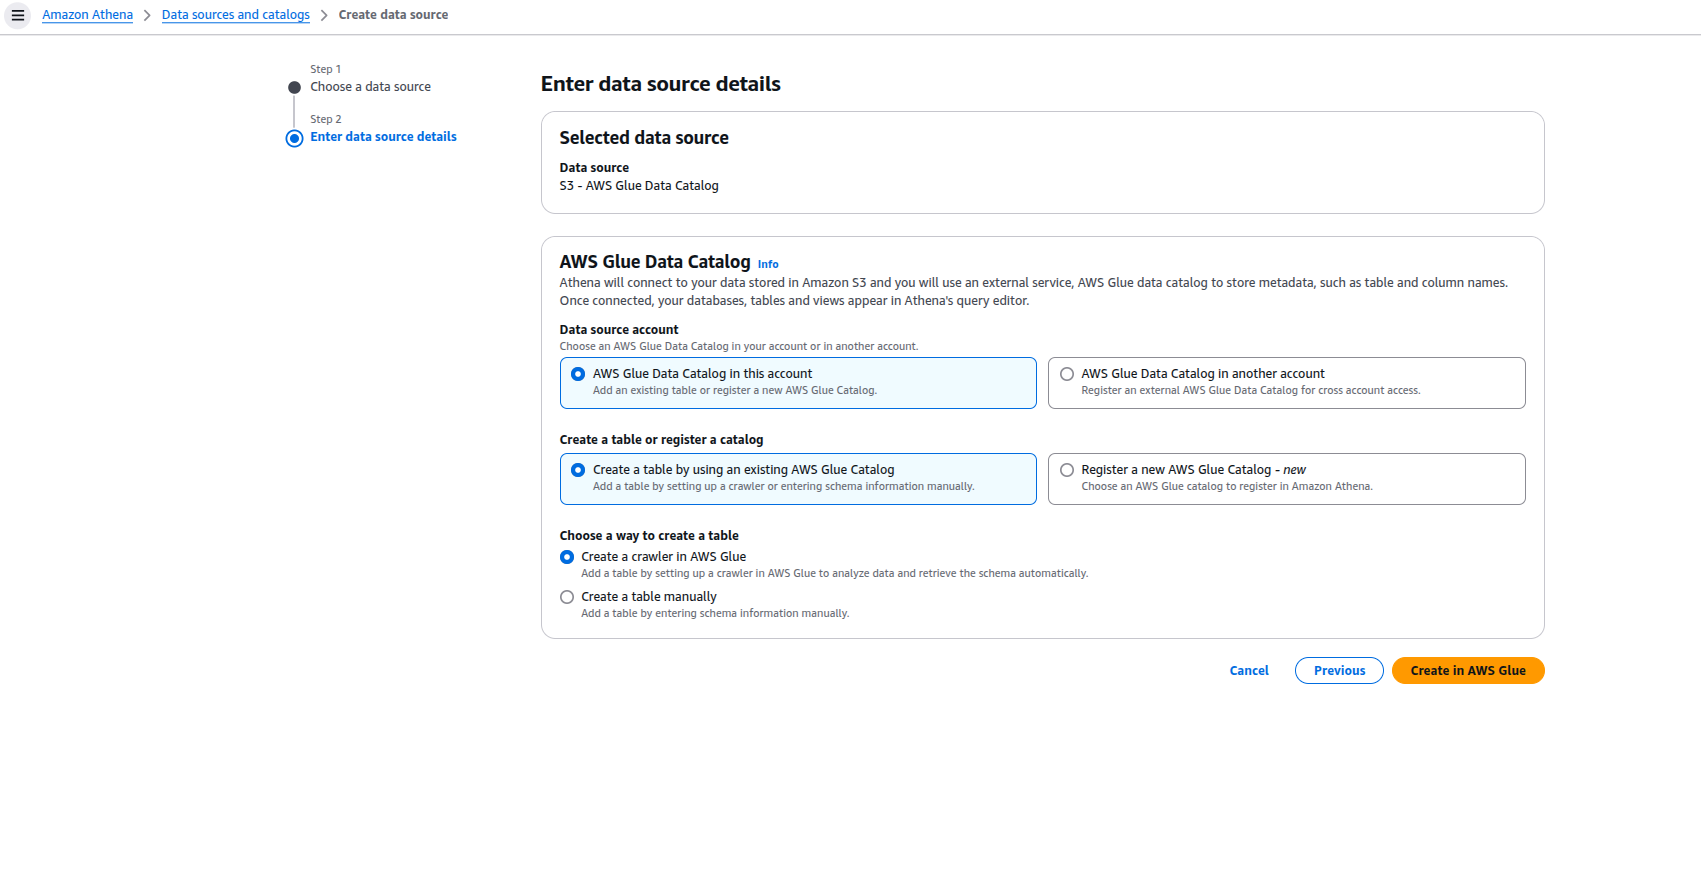 Amazon Athena > Data sources and catalogs > Create data source
Step 1
Choose a data source
Step 2
Enter data source details
Enter data source details
Selected data source
Data source
S3 - AWS Glue Data Catalog
AWS Glue Data Catalog Info
Athena will connect to your data stored in Amazon S3 and you will use an external service, AWS Glue data catalog to store metadata, such as table and column names.
Once connected, your databases, tables and views appear in Athena's query editor.
Data source account
Choose an AWS Glue Data Catalog in your account or in another account.
AWS Glue Data Catalog in this account
Add an existing table or register a new AWS Glue Catalog.
AWS Glue Data Catalog in another account
Register an external AWS Glue Data Catalog for cross account access.
Create a table or register a catalog
Create a table by using an existing AWS Glue Catalog
Add a table by setting up a crawler or entering schema information manually.
Register a new AWS Glue Catalog - new
Choose an AWS Glue catalog to register in Amazon Athena.
Choose a way to create a table
Create a crawler in AWS Glue
Add a table by setting up a crawler in AWS Glue to analyze data and retrieve the schema automatically.
Create a table manually
Add a table by entering schema information manually.
Cancel Previous Create in AWS Glue